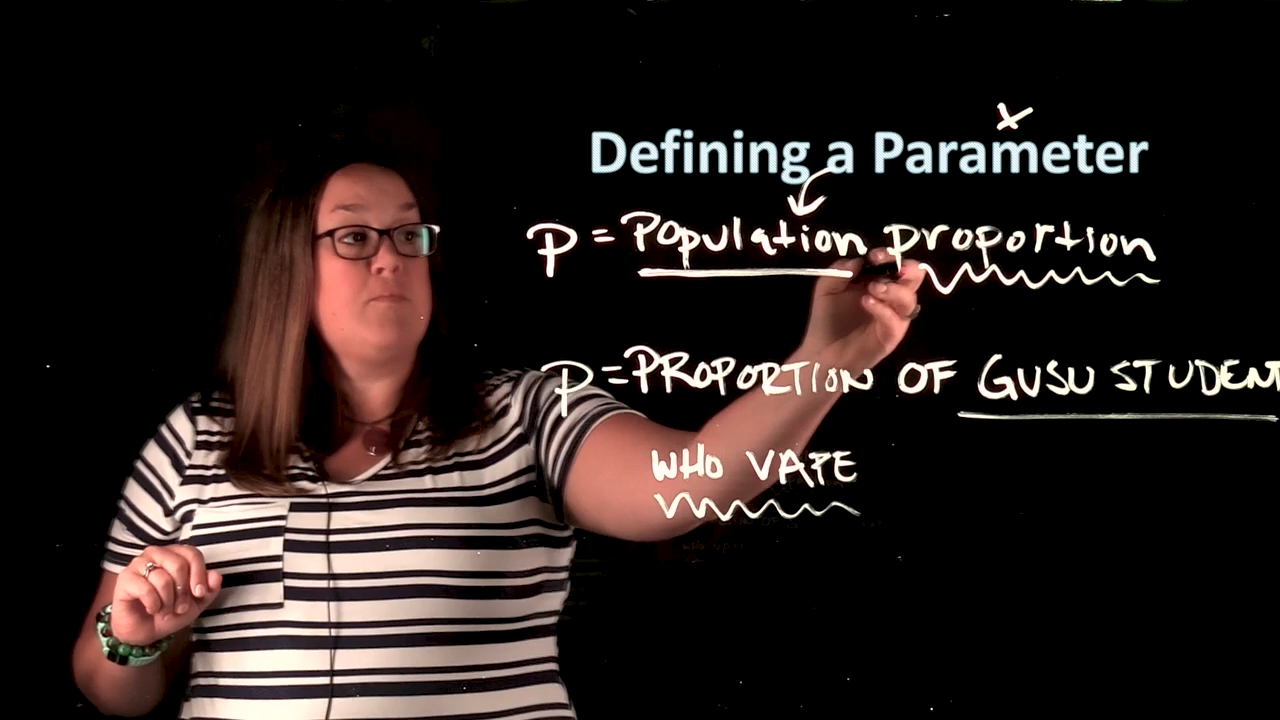 x
Defining a Parameter
p = Population proportion
p = PROPORTION OF GVSU STUDENT
WHO VAPE